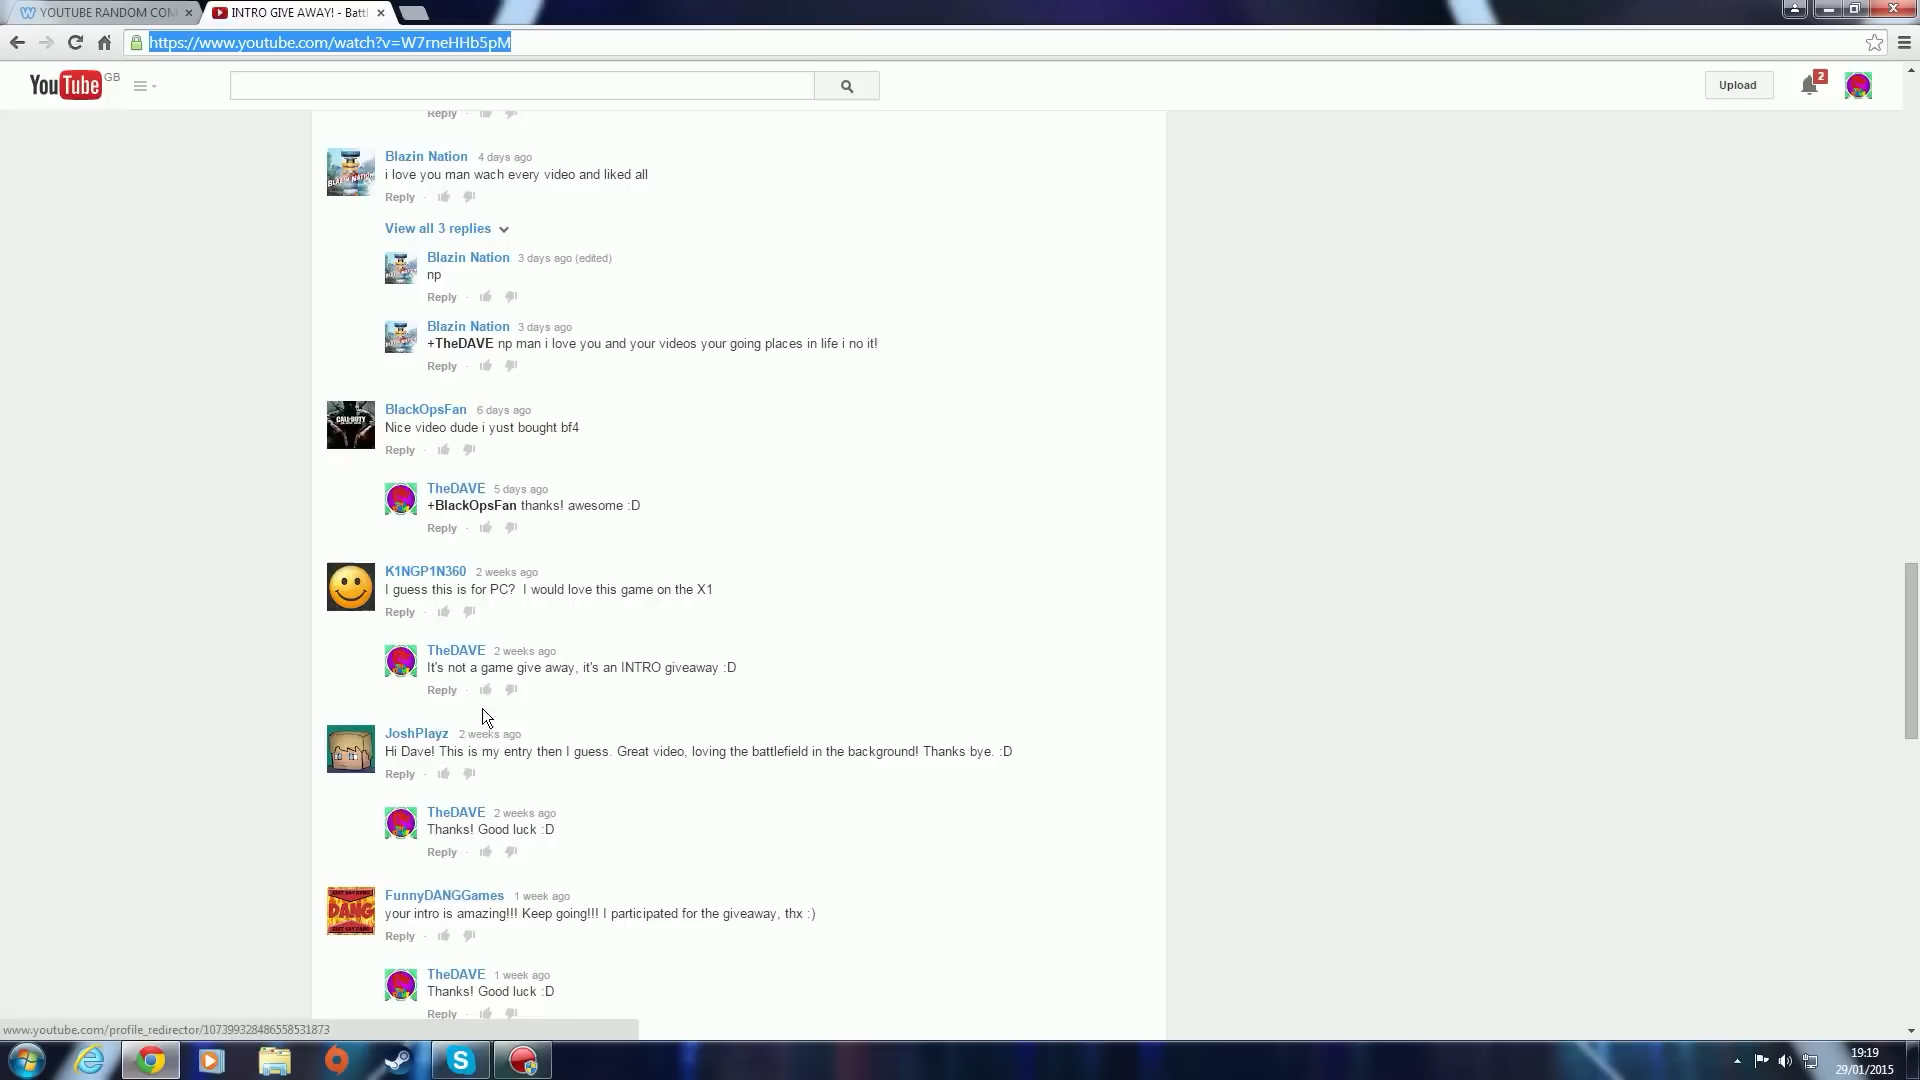 YOUTUBE RANDOM COM
INTRO GIVE AWAY! - Battl
https://www.youtube.com/watch?v=W7rneHHb5pM
YouTube GB
Upload
2
Reply
Blazin Nation 4 days ago
i love you man wach every video and liked all
Reply
View all 3 replies
Blazin Nation 3 days ago (edited)
np
Reply
Blazin Nation 3 days ago
+TheDAVE np man i love you and your videos your going places in life i no it!
Reply
BlackOpsFan 6 days ago
Nice video dude i yust bought bf4
Reply
TheDAVE 5 days ago
+BlackOpsFan thanks! awesome :D
Reply
K1NGP1N360 2 weeks ago
I guess this is for PC?  I would love this game on the X1
Reply
TheDAVE 2 weeks ago
It's not a game give away, it's an INTRO giveaway :D
Reply
JoshPlayz 2 weeks ago
Hi Dave! This is my entry then I guess. Great video, loving the battlefield in the background! Thanks bye. :D
Reply
TheDAVE 2 weeks ago
Thanks! Good luck :D
Reply
FunnyDANGGames 1 week ago
your intro is amazing!!! Keep going!!! I participated for the giveaway, thx :)
Reply
TheDAVE 1 week ago
Thanks! Good luck :D
Reply
www.youtube.com/profile_redirector/107399328486558531873
19:19
29/01/2015